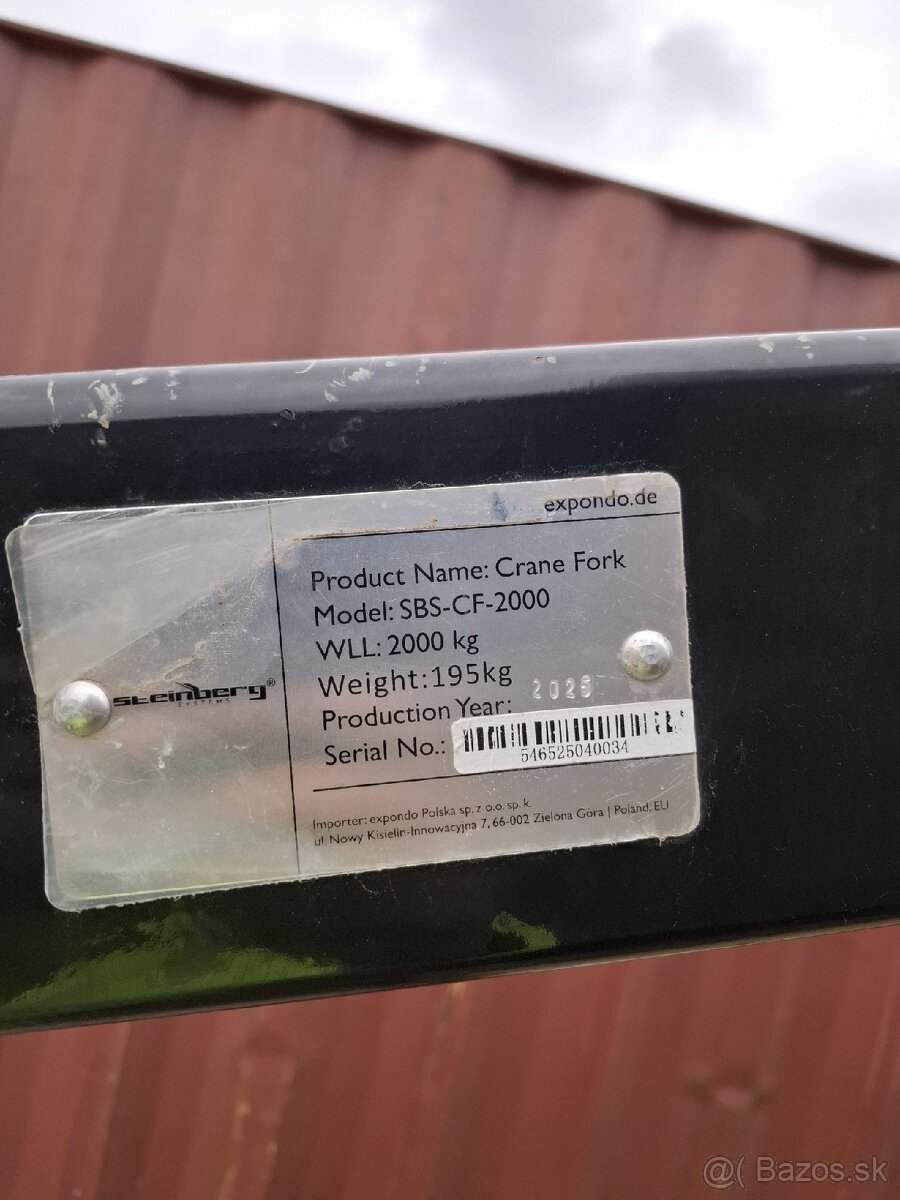 expondo.de
Product Name: Crane Fork
Model: SBS-CF-2000
WLL: 2000 kg
Weight:195kg
Production Year: 2025
Serial No.:
546525040034
steinberg®
SYSTEMS
Importer: expondo Polska sp. z o.o. sp. k.
ul. Nowy Kisielin-Innowacyjna 7, 66-002 Zielona Góra | Poland, EU
@( Bazos.sk